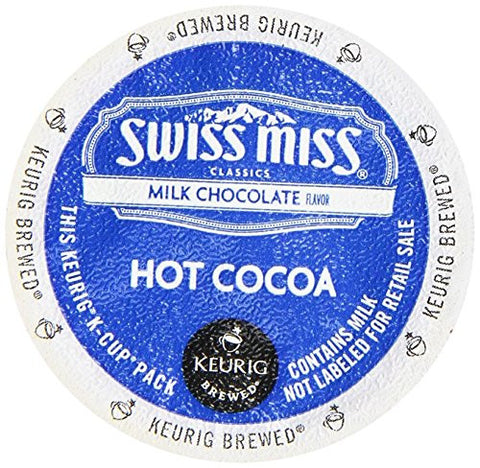 SWISS MISS®
CLASSICS
MILK CHOCOLATE FLAVOR
HOT COCOA
KEURIG
BREWED®
THIS KEURIG® K-CUP® PACK
CONTAINS MILK
NOT LABELED FOR RETAIL SALE
KEURIG BREWED®
KEURIG BREWED®
KEURIG BREWED®
KEURIG BREWED®